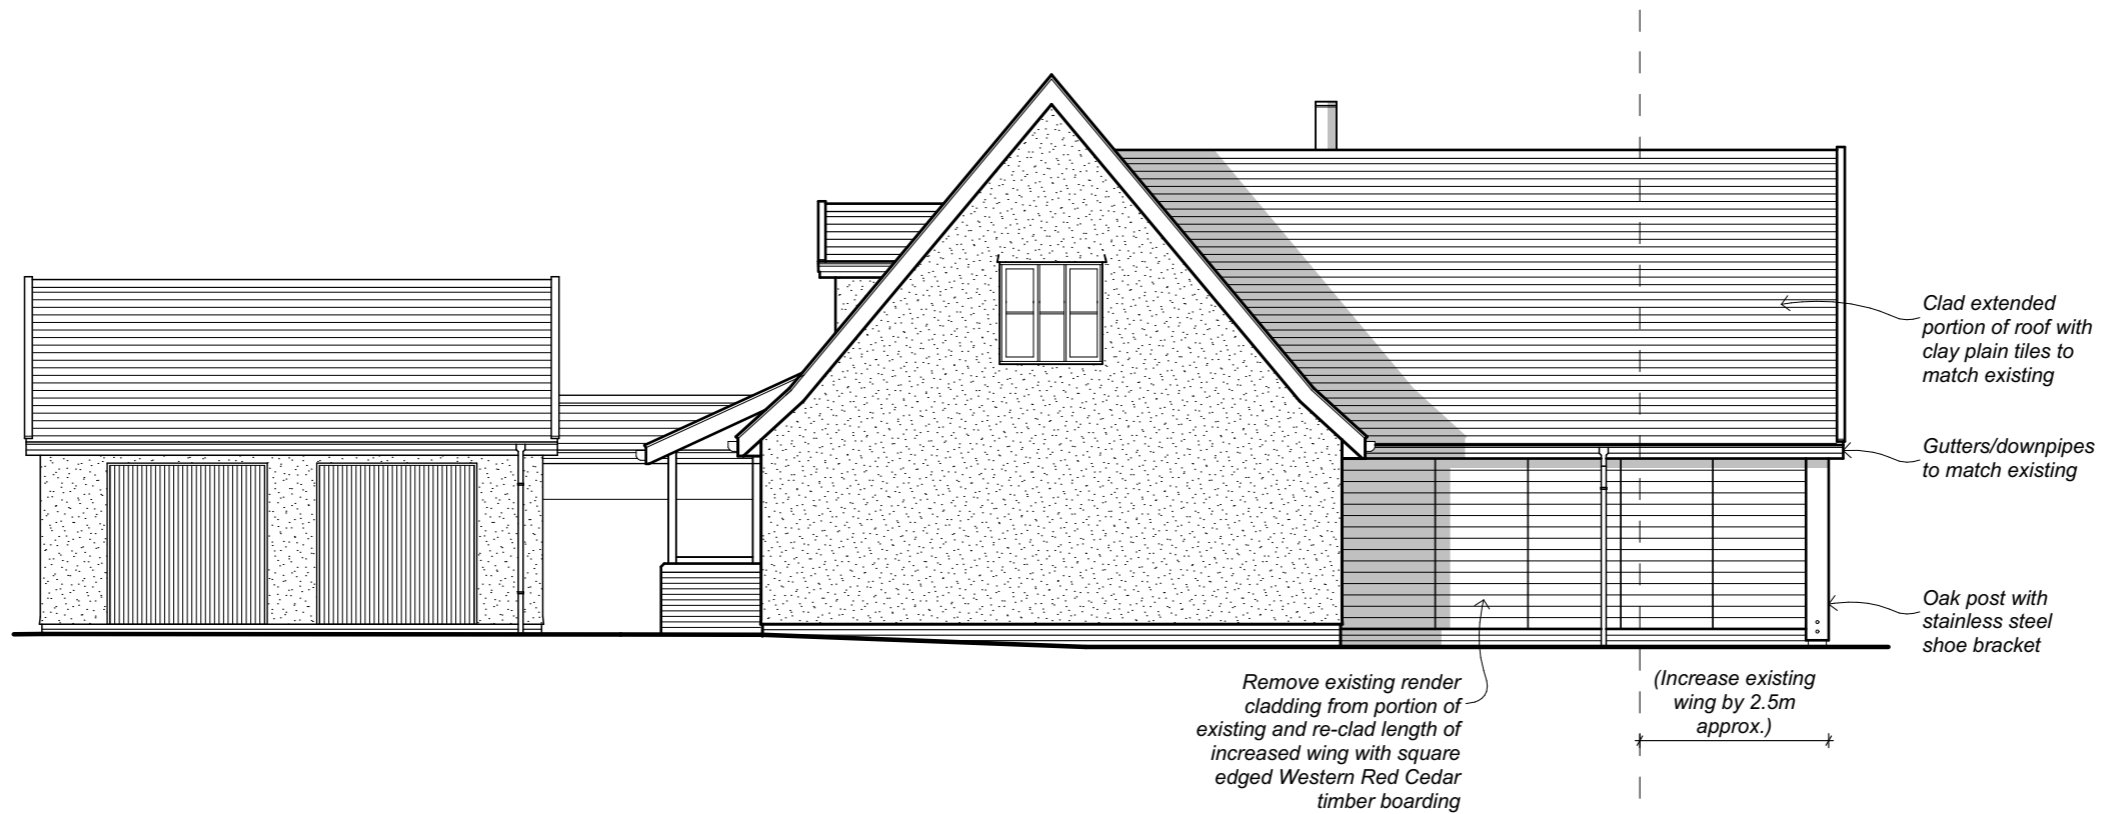 Clad extended
portion of roof with
clay plain tiles to
match existing
Gutters/downpipes
to match existing
Oak post with
stainless steel
shoe bracket
Remove existing render
cladding from portion of
existing and re-clad length of
increased wing with square
edged Western Red Cedar
timber boarding
(Increase existing
wing by 2.5m
approx.)